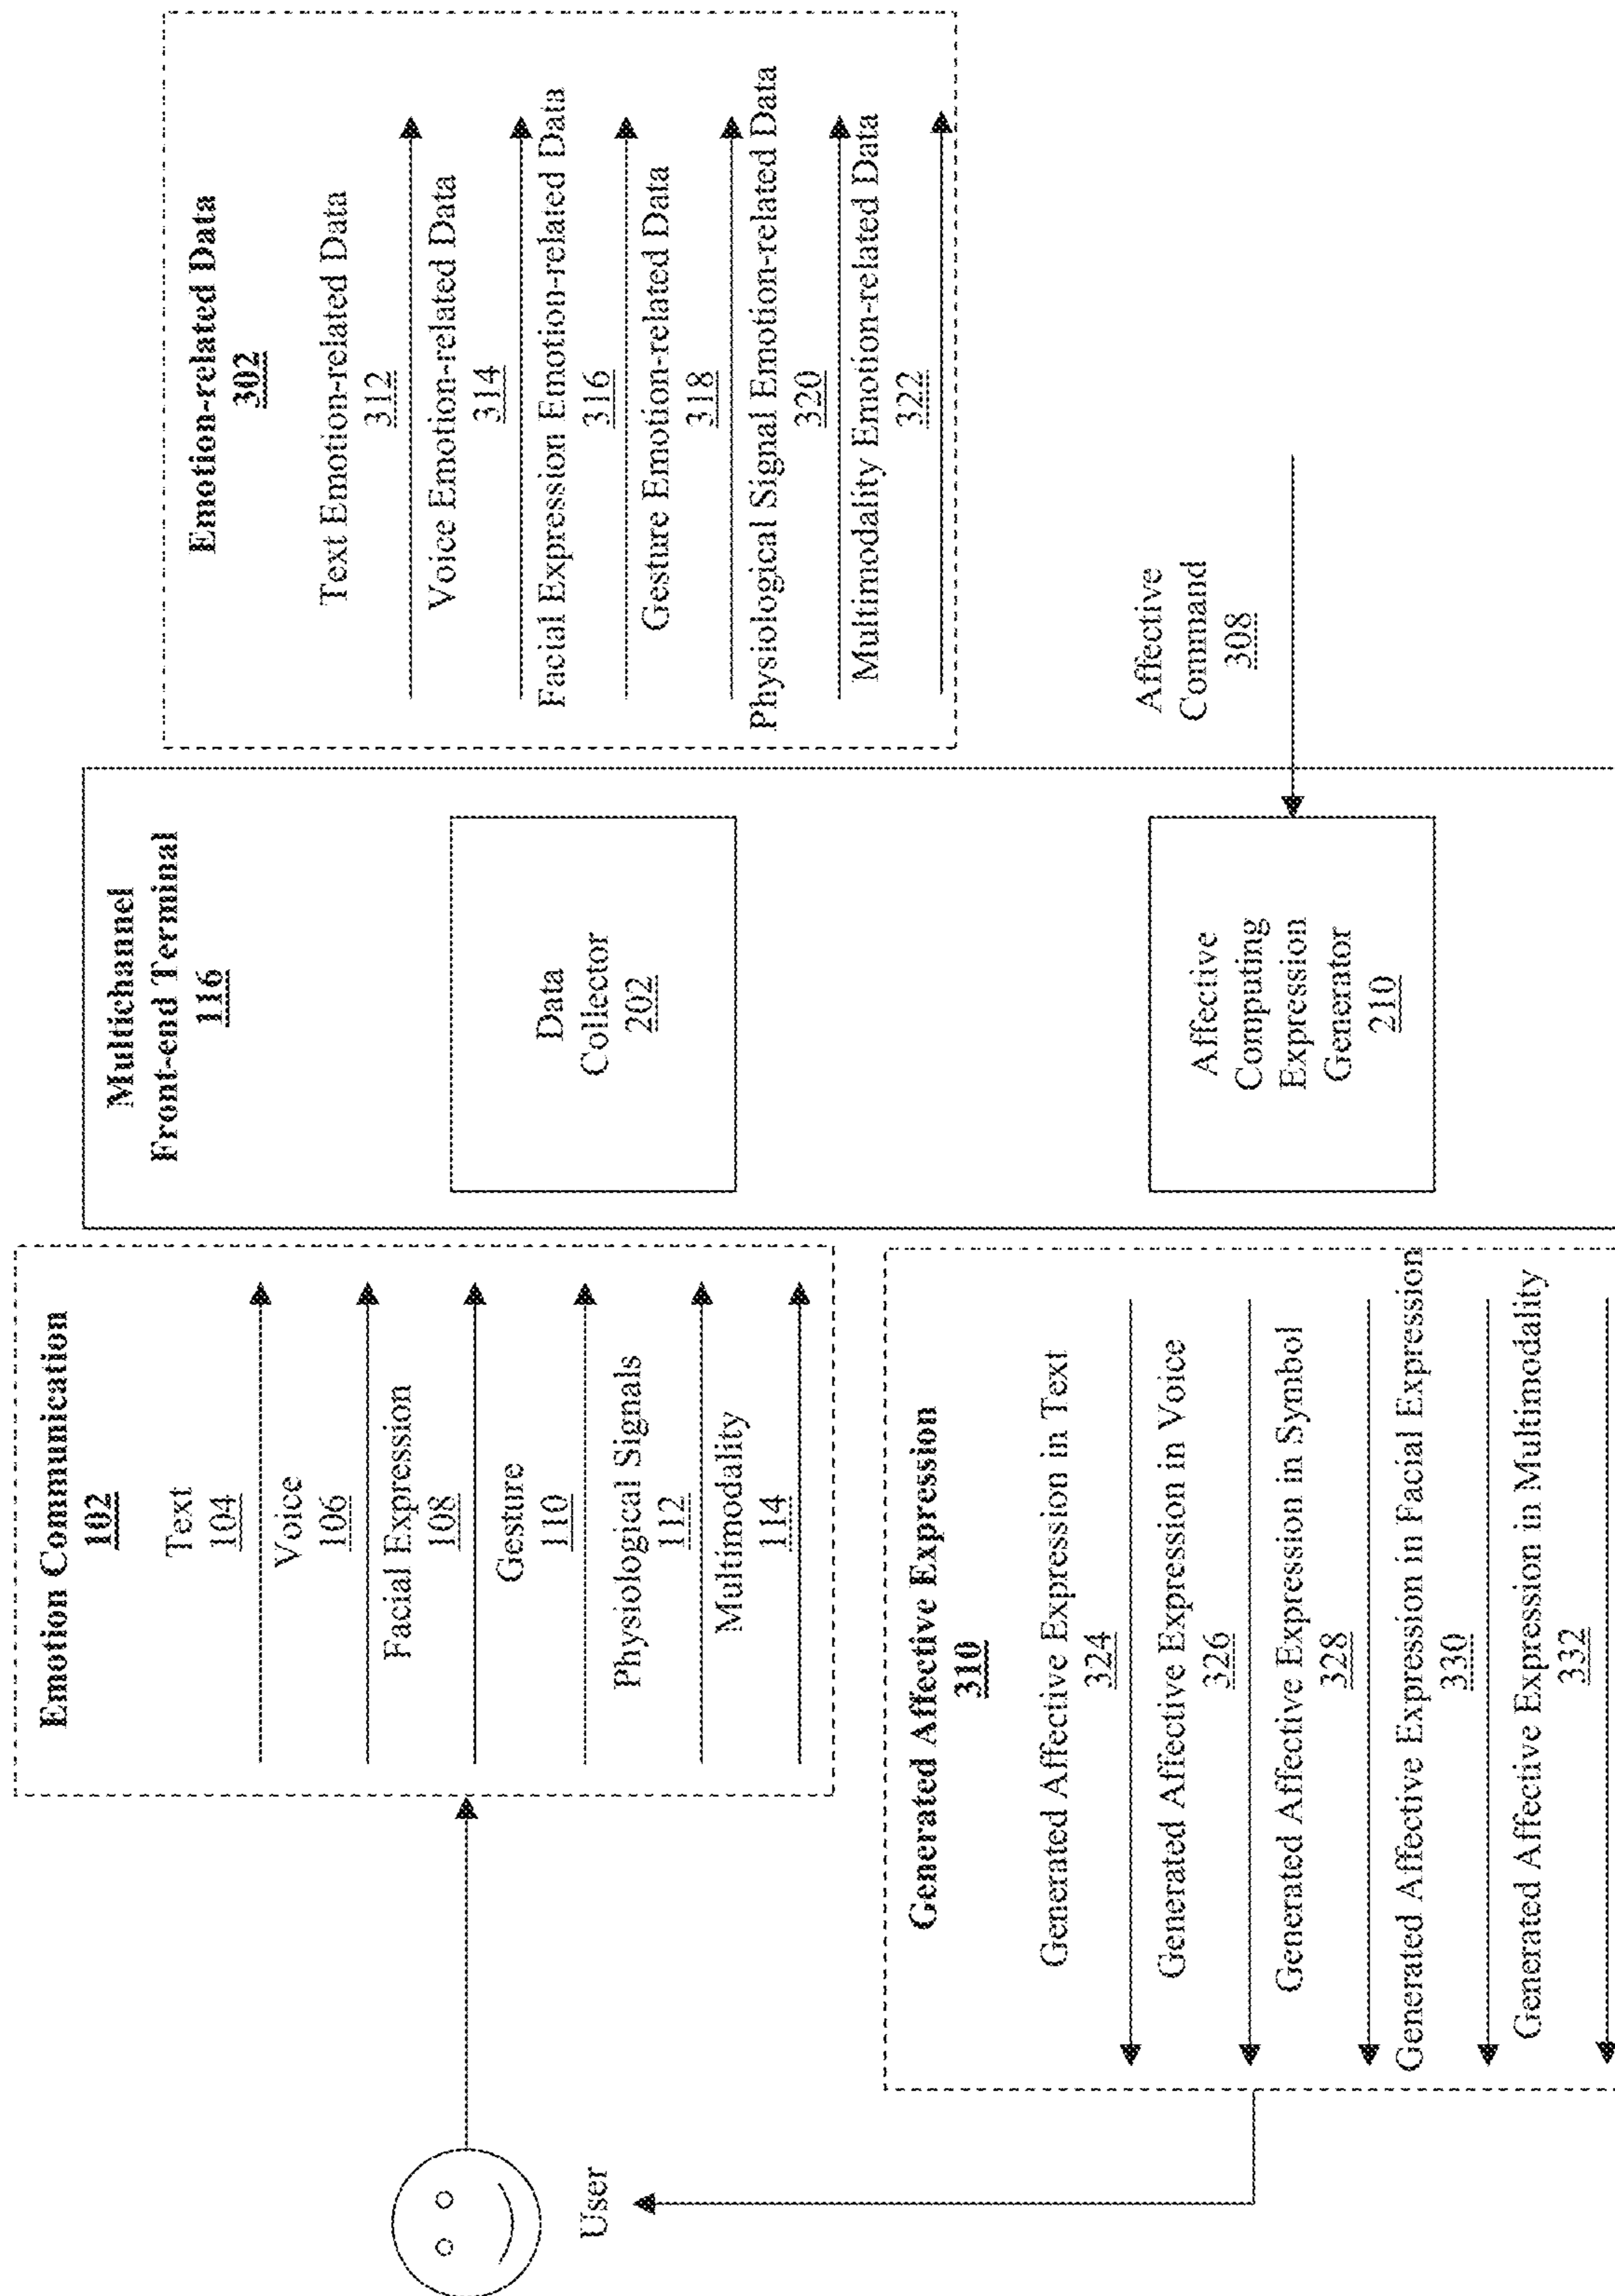 User
Emotion Communication
102
Text
104
Voice
106
Facial Expression
108
Gesture
110
Physiological Signals
112
Multimodality
114
Generated Affective Expression
310
Generated Affective Expression in Text
324
Generated Affective Expression in Voice
326
Generated Affective Expression in Symbol
328
Generated Affective Expression in Facial Expression
330
Generated Affective Expression in Multimodality
332
Multichannel
Front-end Terminal
116
Data
Collector
202
Affective
Computing
Expression
Generator
210
Emotion-related Data
302
Text Emotion-related Data
312
Voice Emotion-related Data
314
Facial Expression Emotion-related Data
316
Gesture Emotion-related Data
318
Physiological Signal Emotion-related Data
320
Multimodality Emotion-related Data
322
Affective
Command
308